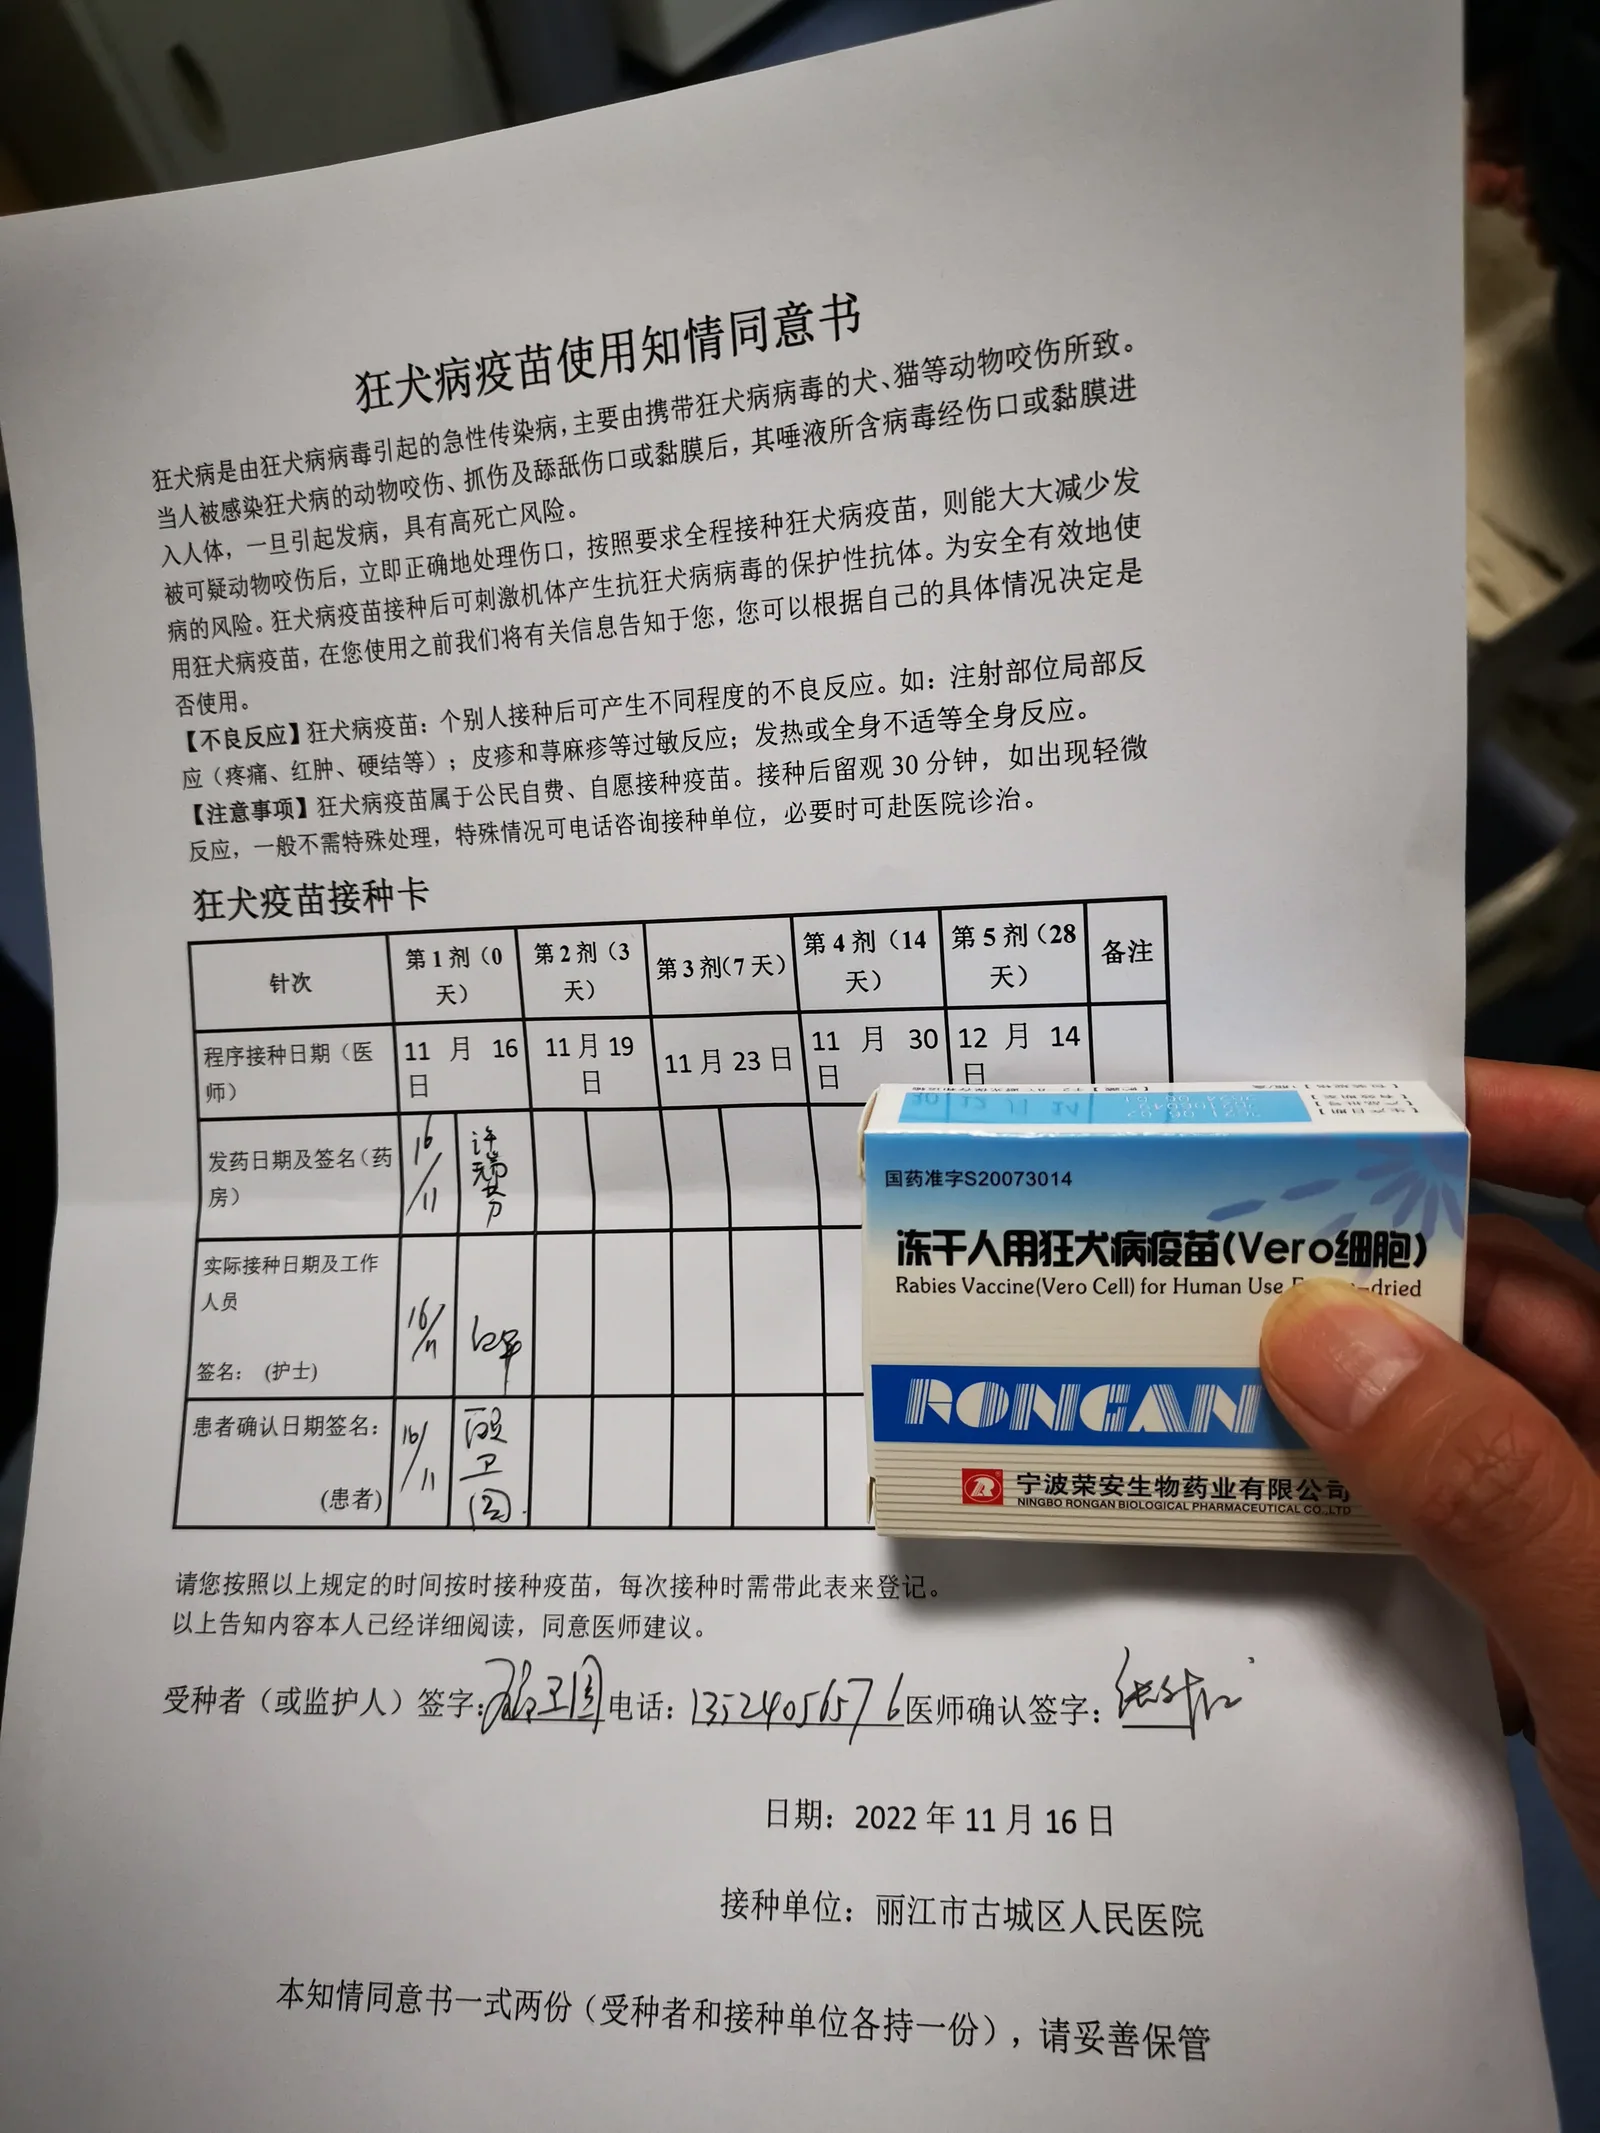 狂犬病疫苗使用知情同意书
狂犬病是由狂犬病病毒引起的急性传染病，主要由携带狂犬病病毒的犬、猫等动物咬伤所致。
当人被感染狂犬病的动物咬伤、抓伤及舔舐伤口或黏膜后，其唾液所含病毒经伤口或黏膜进
入人体，一旦引起发病，具有高死亡风险。
被可疑动物咬伤后，立即正确地处理伤口，按照要求全程接种狂犬病疫苗，则能大大减少发
病的风险。狂犬病疫苗接种后可刺激机体产生抗狂犬病病毒的保护性抗体。为安全有效地使
用狂犬病疫苗，在您使用之前我们将有关信息告知于您，您可以根据自己的具体情况决定是
否使用。
【不良反应】狂犬病疫苗：个别人接种后可产生不同程度的不良反应。如：注射部位局部反
应（疼痛、红肿、硬结等）；皮疹和荨麻疹等过敏反应；发热或全身不适等全身反应。
【注意事项】狂犬病疫苗属于公民自费、自愿接种疫苗。接种后留观 30 分钟，如出现轻微
反应，一般不需特殊处理，特殊情况可电话咨询接种单位，必要时可赴医院诊治。
狂犬疫苗接种卡
针次 第 1 剂（0 天） 第 2 剂（3 天） 第 3 剂（7 天） 第 4 剂（14 天） 第 5 剂（28 天） 备注
程序接种日期（医师） 11 月 16 日 11 月 19 日 11 月 23 日 11 月 30 日 12 月 14 日
发药日期及签名（药房） 16/11
实际接种日期及工作人员 签名：（护士） 16/11
患者确认日期签名： （患者） 16/11
国药准字S20073014
冻干人用狂犬病疫苗（Vero细胞）
Rabies Vaccine(Vero Cell) for Human Use
RONGAN
宁波荣安生物药业有限公司
NINGBO RONGAN BIOLOGICAL PHARMACEUTICAL CO.,LTD
请您按照以上规定的时间按时接种疫苗，每次接种时需带此表来登记。
以上告知内容本人已经详细阅读，同意医师建议。
受种者（或监护人）签字： 电话：13524056576 医师确认签字：
日期：2022 年 11 月 16 日
接种单位：丽江市古城区人民医院
本知情同意书一式两份（受种者和接种单位各持一份），请妥善保管